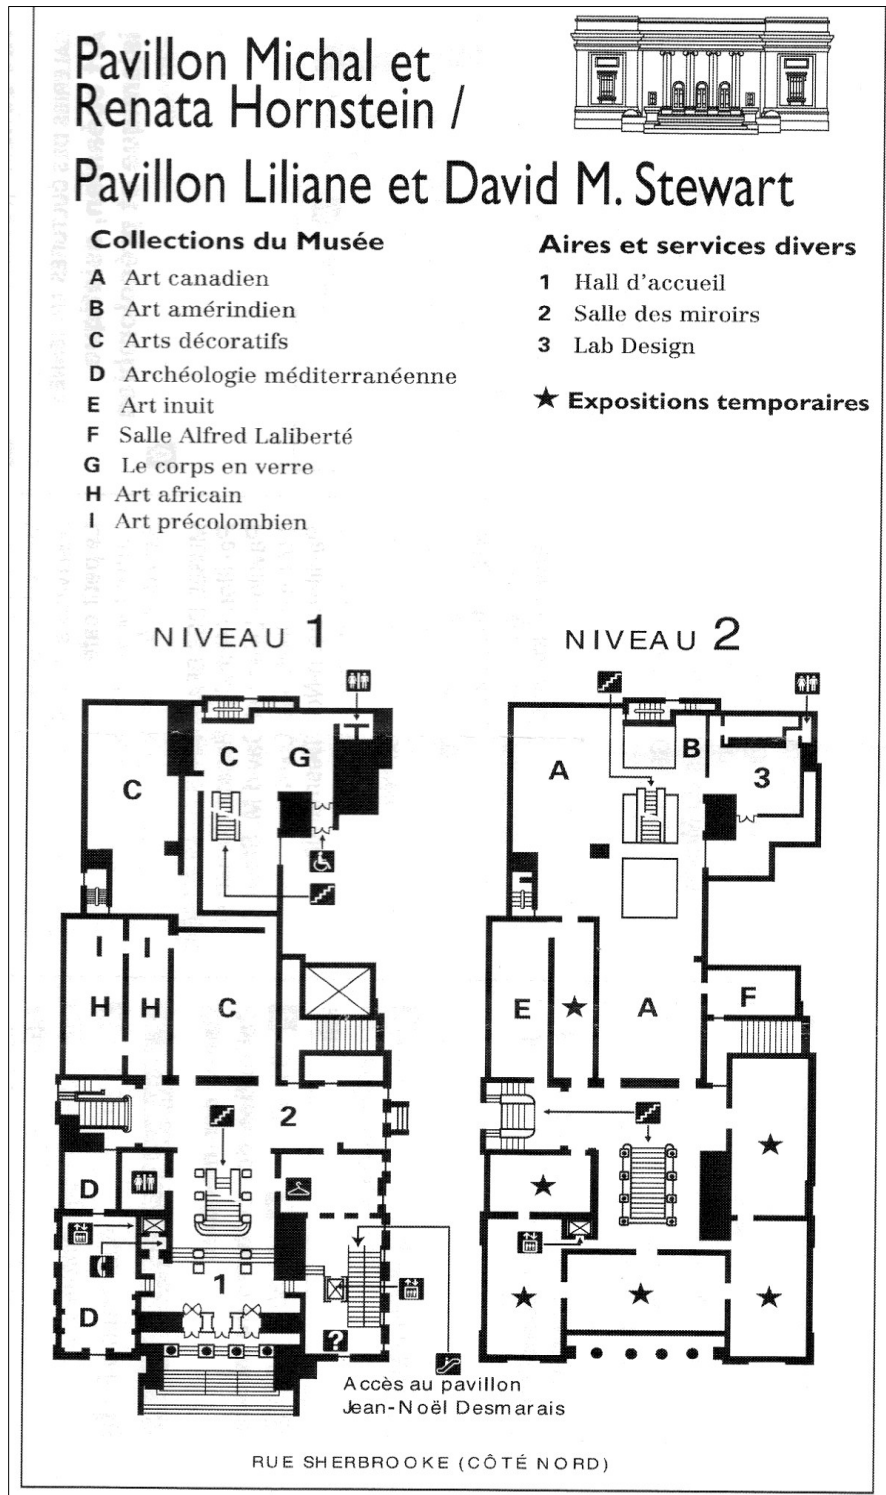 Pavillon Michal et
Renata Hornstein /
Pavillon Liliane et David M. Stewart
Collections du Musée
A Art canadien
B Art amérindien
C Arts décoratifs
D Archéologie méditerranéenne
E Art inuit
F Salle Alfred Laliberté
G Le corps en verre
H Art africain
I Art précolombien
Aires et services divers
1 Hall d'accueil
2 Salle des miroirs
3 Lab Design
★ Expositions temporaires
NIVEAU 1
C
C
G
I
I
H
H
C
2
D
1
D
?
Accès au pavillon
Jean-Noël Desmarais
NIVEAU 2
A
B
3
E
A
F
RUE SHERBROOKE (CÔTÉ NORD)